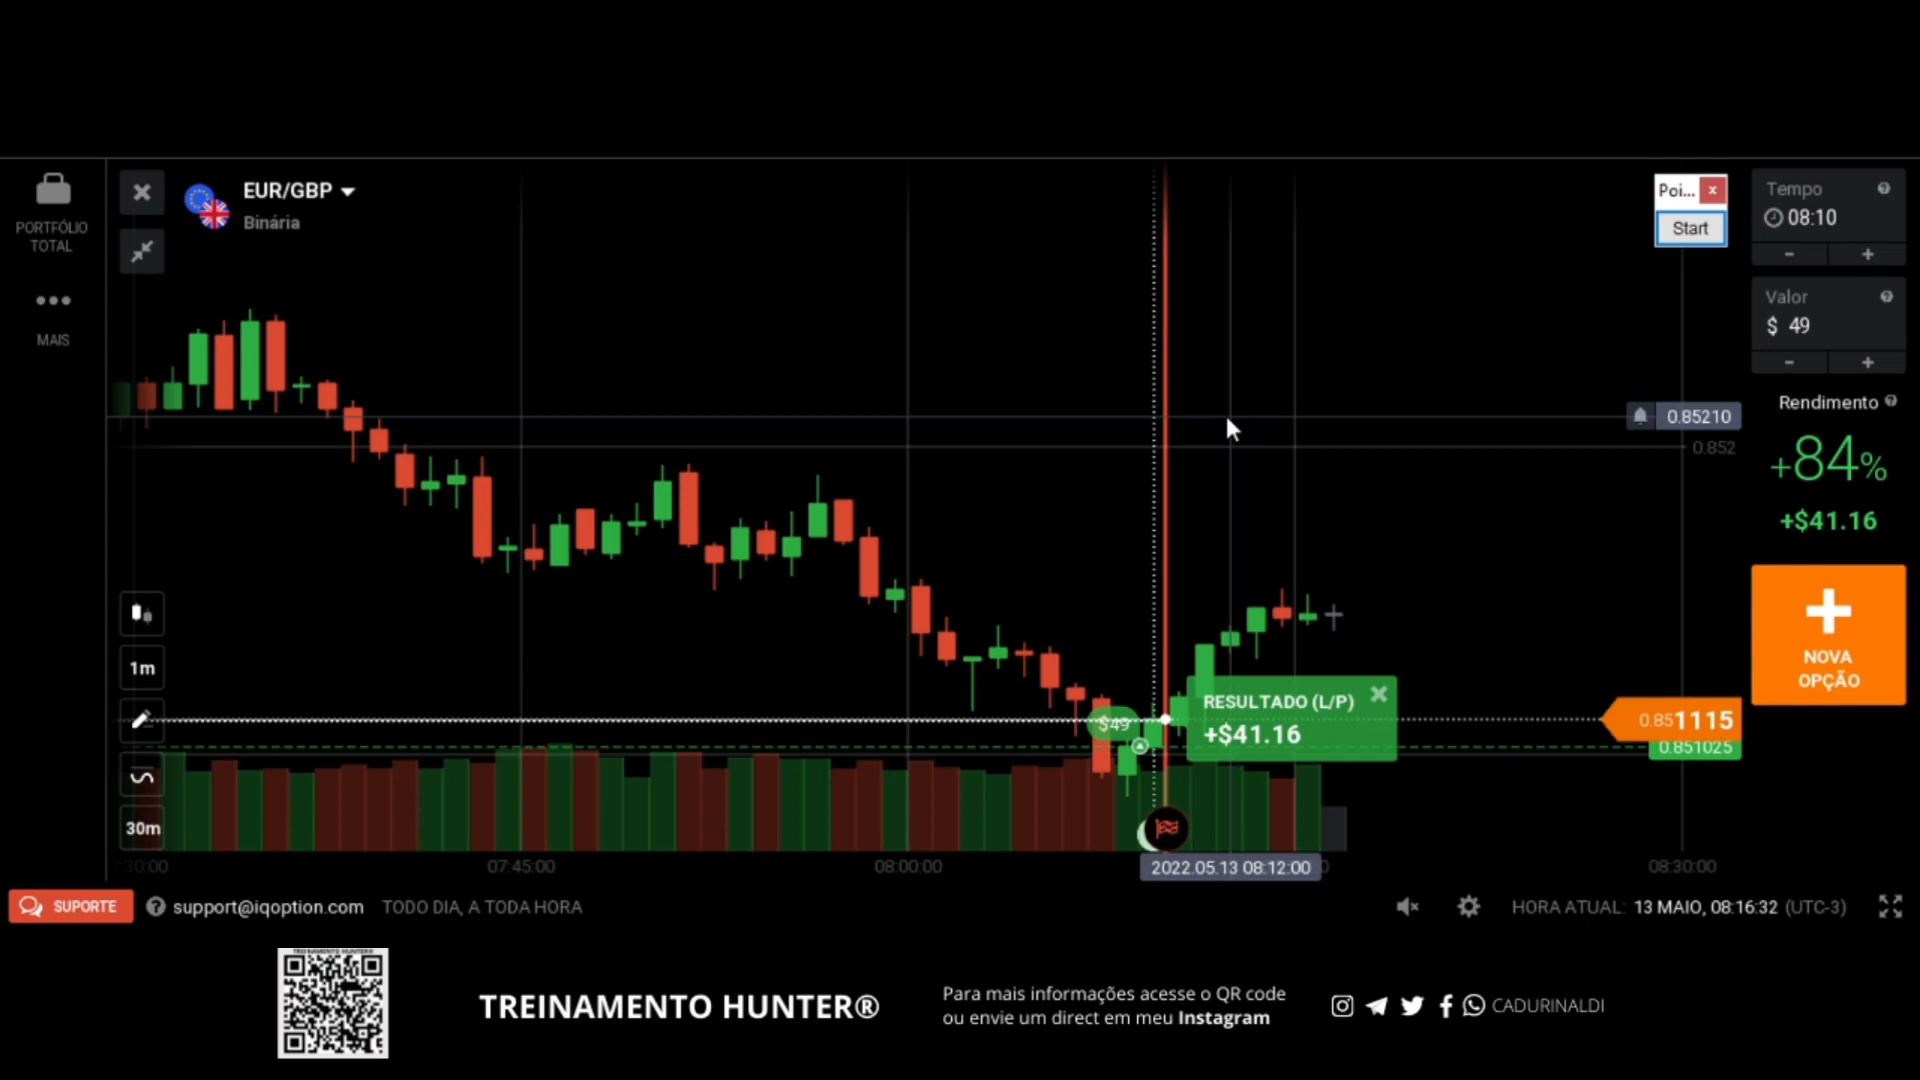 PORTFÓLIO
TOTAL
MAIS
EUR/GBP
Binária
Poi... x
Start
Tempo
08:10
- +
Valor
$ 49
- +
Rendimento
+84%
+$41.16
NOVA
OPÇÃO
0.85210
0.852
1m
30m
$49
RESULTADO (L/P)
+$41.16
0.851115
0.851025
:30:00
07:45:00
08:00:00
2022.05.13 08:12:00
08:30:00
SUPORTE
support@iqoption.com
TODO DIA, A TODA HORA
HORA ATUAL: 13 MAIO, 08:16:32 (UTC-3)
TREINAMENTO HUNTER®
Para mais informações acesse o QR code
ou envie um direct em meu Instagram
CADURINALDI